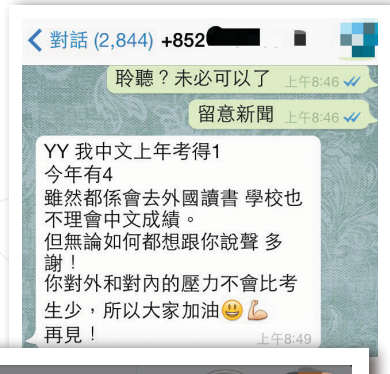 對話 (2,844) +852
聆聽？未必可以了 上午8:46
留意新聞 上午8:46
YY 我中文上年考得1
今年有4
雖然都係會去外國讀書 學校也
不理會中文成績。
但無論如何都想跟你說聲 多
謝！
你對外和對內的壓力不會比考
生少，所以大家加油😃💪
再見！ 上午8:49